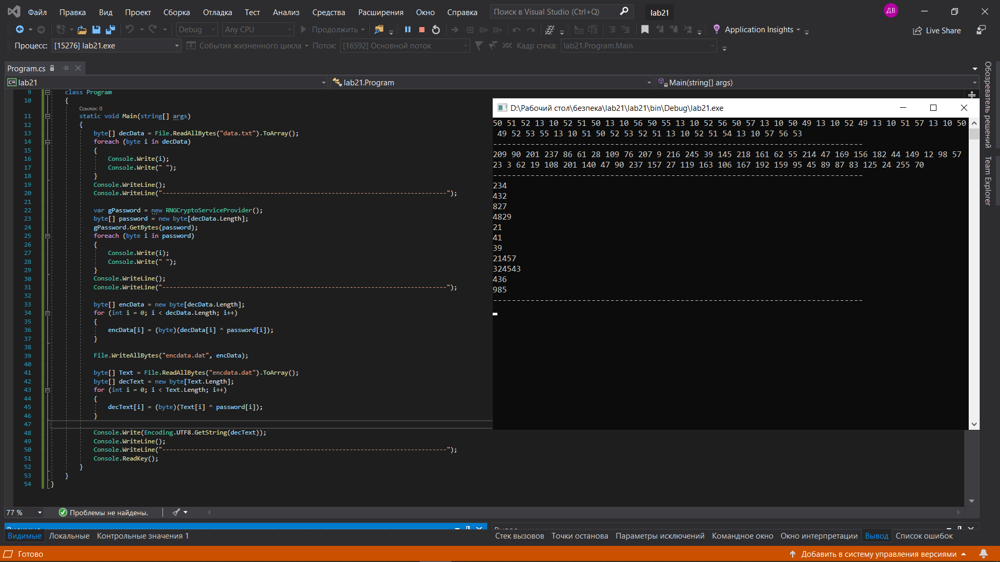 Файл Правка Вид Проект Сборка Отладка Тест Анализ Средства Расширения Окно Справка Поиск в Visual Studio (Ctrl+Q) lab21 ДВ
Debug Any CPU Продолжить Application Insights Live Share
Процесс: [15276] lab21.exe События жизненного цикла Поток: [16592] Основной поток Кадр стека: lab21.Program.Main
Program.cs
C# lab21 lab21.Program Main(string[] args)
9 class Program
10 {
Ссылок: 0
11 static void Main(string[] args)
12 {
13 byte[] decData = File.ReadAllBytes("data.txt").ToArray();
14 foreach (byte i in decData)
15 {
16 Console.Write(i);
17 Console.Write(" ");
18 }
19 Console.WriteLine();
20 Console.WriteLine("-------------------------------------------------------------------------------");
21
22 var gPassword = new RNGCryptoServiceProvider();
23 byte[] password = new byte[decData.Length];
24 gPassword.GetBytes(password);
25 foreach (byte i in password)
26 {
27 Console.Write(i);
28 Console.Write(" ");
29 }
30 Console.WriteLine();
31 Console.WriteLine("-------------------------------------------------------------------------------");
32
33 byte[] encData = new byte[decData.Length];
34 for (int i = 0; i < decData.Length; i++)
35 {
36 encData[i] = (byte)(decData[i] ^ password[i]);
37 }
38
39 File.WriteAllBytes("encdata.dat", encData);
40
41 byte[] Text = File.ReadAllBytes("encdata.dat").ToArray();
42 byte[] decText = new byte[Text.Length];
43 for (int i = 0; i < Text.Length; i++)
44 {
45 decText[i] = (byte)(Text[i] ^ password[i]);
46 }
47
48 Console.Write(Encoding.UTF8.GetString(decText));
49 Console.WriteLine();
50 Console.WriteLine("-------------------------------------------------------------------------------");
51 Console.ReadKey();
52 }
53 }
54 }
D:\Рабочий стол\безпека\lab21\lab21\bin\Debug\lab21.exe
50 51 52 13 10 52 51 50 13 10 56 50 55 13 10 52 56 50 57 13 10 50 49 13 10 52 49 13 10 51 57 13 10 50
49 52 53 55 13 10 51 50 52 53 52 51 13 10 52 51 54 13 10 57 56 53
-------------------------------------------------------------------------------
209 90 201 237 86 61 28 109 76 207 9 216 245 39 145 218 161 62 55 214 47 169 156 182 44 149 12 98 57
23 3 62 19 108 201 140 47 90 237 157 27 119 163 106 167 192 159 95 45 89 87 83 125 24 255 70
-------------------------------------------------------------------------------
234
432
827
4829
21
41
39
21457
324543
436
985
-------------------------------------------------------------------------------
Обозреватель решений
Team Explorer
77 % Проблемы не найдены.
Видимые Локальные Контрольные значения 1 Стек вызовов Точки останова Параметры исключений Командное окно Окно интерпретации Вывод Список ошибок
Готово Добавить в систему управления версиями